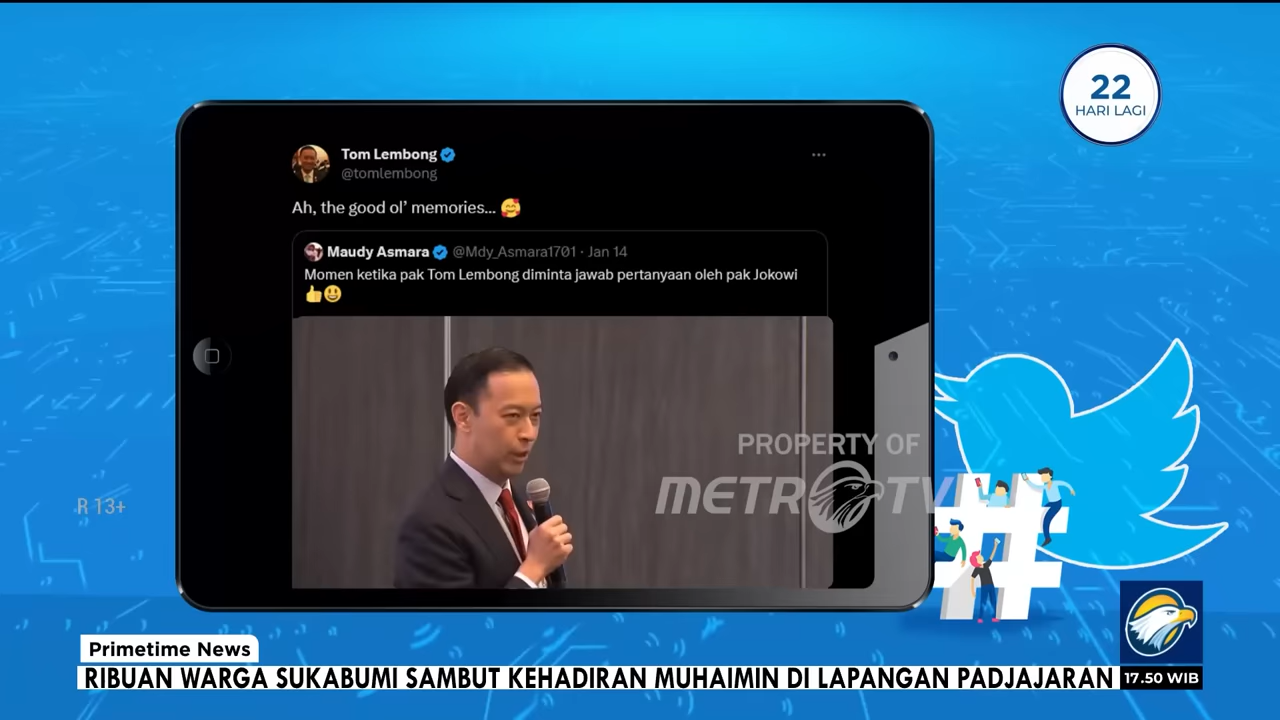 22
HARI LAGI
Tom Lembong
@tomlembong
Ah, the good ol’ memories... 🥰
Maudy Asmara @Mdy_Asmara1701 · Jan 14
Momen ketika pak Tom Lembong diminta jawab pertanyaan oleh pak Jokowi
👍😃
PROPERTY OF
METRO TV
R 13+
#
Primetime News
RIBUAN WARGA SUKABUMI SAMBUT KEHADIRAN MUHAIMIN DI LAPANGAN PADJAJARAN
17.50 WIB